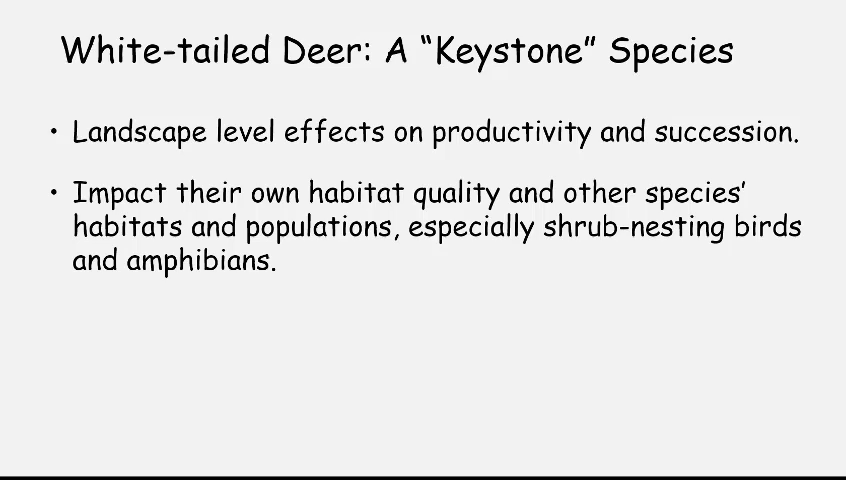 White-tailed Deer: A “Keystone” Species
• Landscape level effects on productivity and succession.
• Impact their own habitat quality and other species’
habitats and populations, especially shrub-nesting birds
and amphibians.